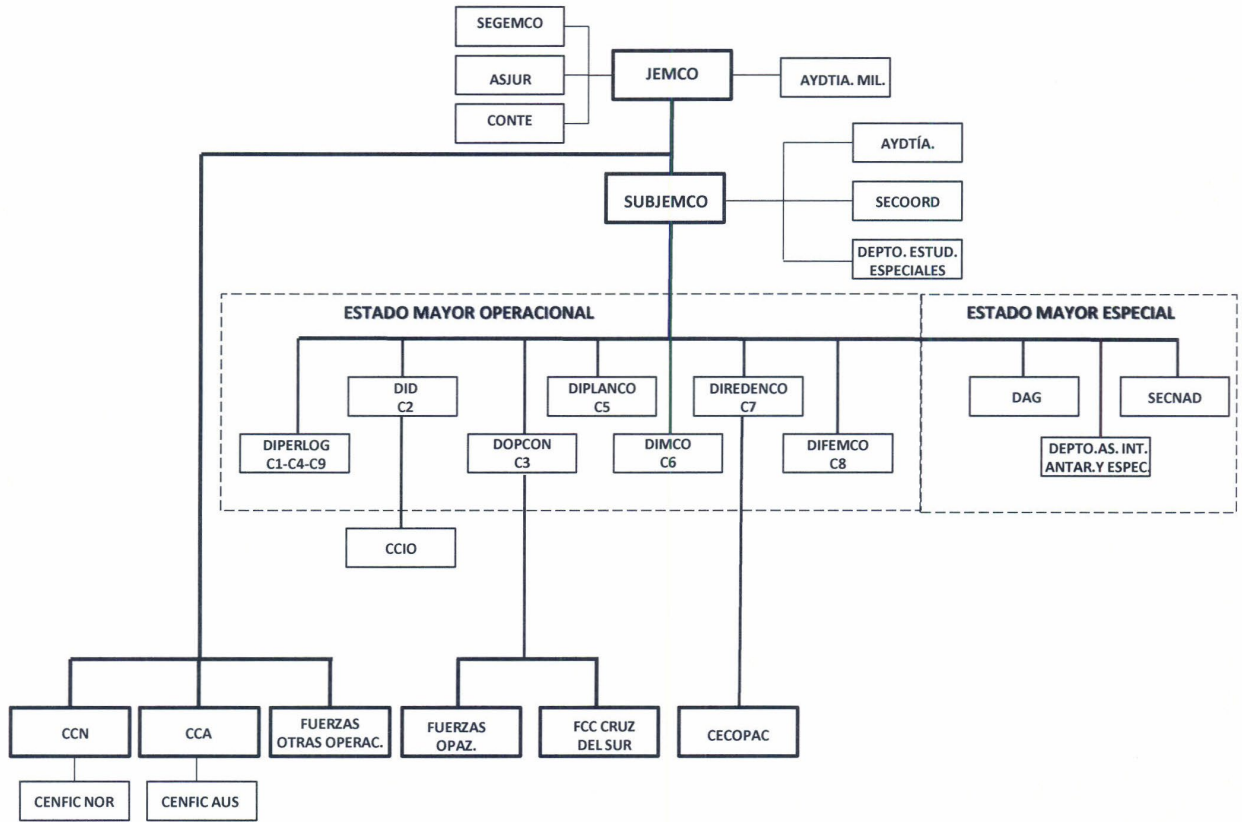 SEGEMCO
ASJUR
CONTE
JEMCO
AYDTIA. MIL.
AYDTÍA.
SUBJEMCO
SECOORD
DEPTO. ESTUD.
ESPECIALES
ESTADO MAYOR OPERACIONAL
ESTADO MAYOR ESPECIAL
DID
C2
DIPLANCO
C5
DIREDENCO
C7
DAG
SECNAD
DIPERLOG
C1-C4-C9
DOPCON
C3
DIMCO
C6
DIFEMCO
C8
DEPTO.AS. INT.
ANTAR.Y ESPEC.
CCIO
CCN
CCA
FUERZAS
OTRAS OPERAC.
FUERZAS
OPAZ.
FCC CRUZ
DEL SUR
CECOPAC
CENFIC NOR
CENFIC AUS